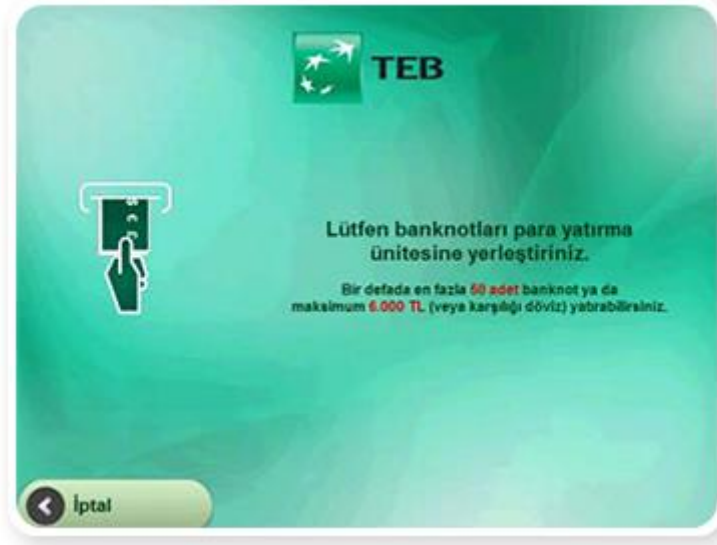 TEB
Lütfen banknotları para yatırma
ünitesine yerleştiriniz.
Bir defada en fazla 50 adet banknot ya da
maksimum 6.000 TL (veya karşılığı döviz) yatırabilirsiniz.
İptal